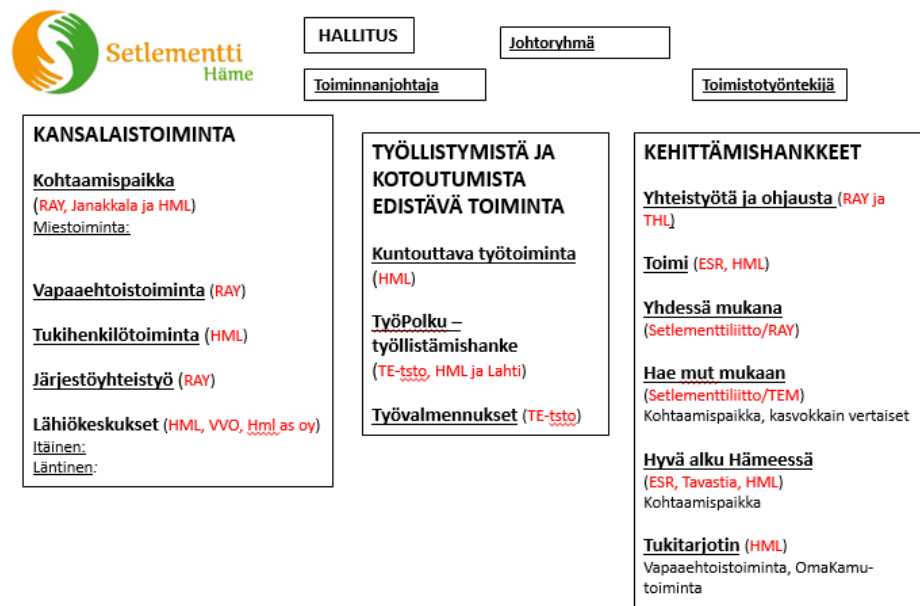 Setlementti
Häme
HALLITUS
Johtoryhmä
Toiminnanjohtaja
Toimistotyöntekijä
KANSALAISTOIMINTA
Kohtaamispaikka
(RAY, Janakkala ja HML)
Miestoiminta:
Vapaaehtoistoiminta (RAY)
Tukihenkilötoiminta (HML)
Järjestöyhteistyö (RAY)
Lähiökeskukset (HML, VVO, Hml as oy)
Itäinen:
Läntinen:
TYÖLLISTYMISTÄ JA
KOTOUTUMISTA
EDISTÄVÄ TOIMINTA
Kuntouttava työtoiminta
(HML)
TyöPolku –
työllistämishanke
(TE-tsto, HML ja Lahti)
Työvalmennukset (TE-tsto)
KEHITTÄMISHANKKEET
Yhteistyötä ja ohjausta (RAY ja
THL)
Toimi (ESR, HML)
Yhdessä mukana
(Setlementtiliitto/RAY)
Hae mut mukaan
(Setlementtiliitto/TEM)
Kohtaamispaikka, kasvokkain vertaiset
Hyvä alku Hämeessä
(ESR, Tavastia, HML)
Kohtaamispaikka
Tukitarjotin (HML)
Vapaaehtoistoiminta, OmaKamu-
toiminta